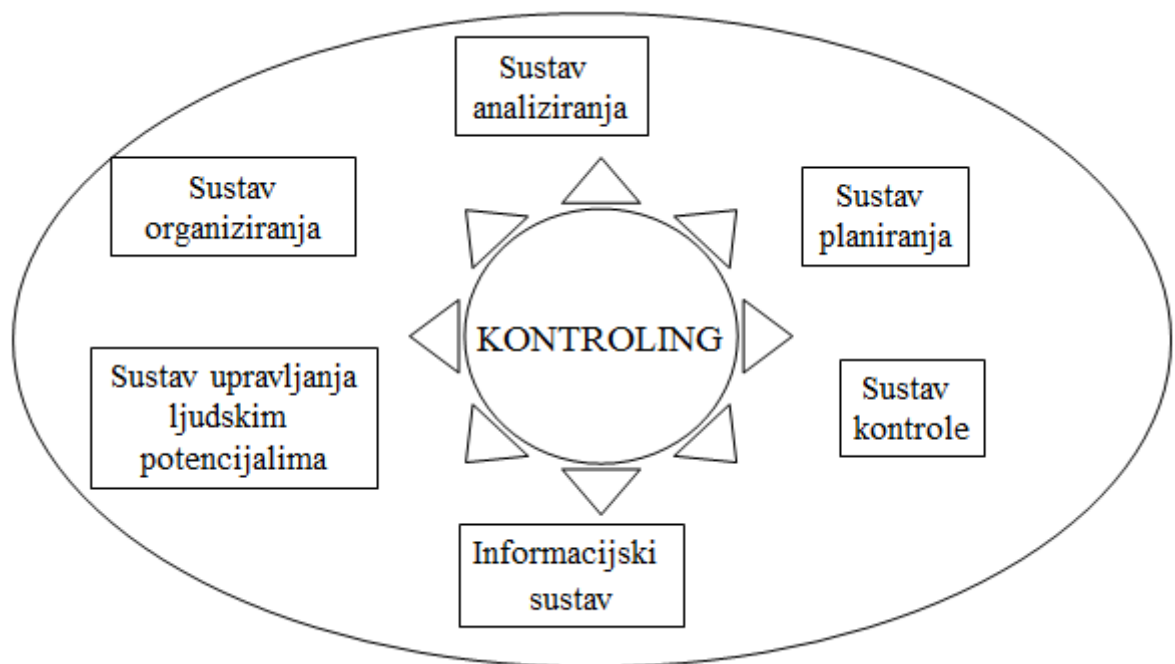 Sustav
analiziranja
Sustav
organiziranja
Sustav
planiranja
KONTROLING
Sustav upravljanja
ljudskim
potencijalima
Sustav
kontrole
Informacijski
sustav